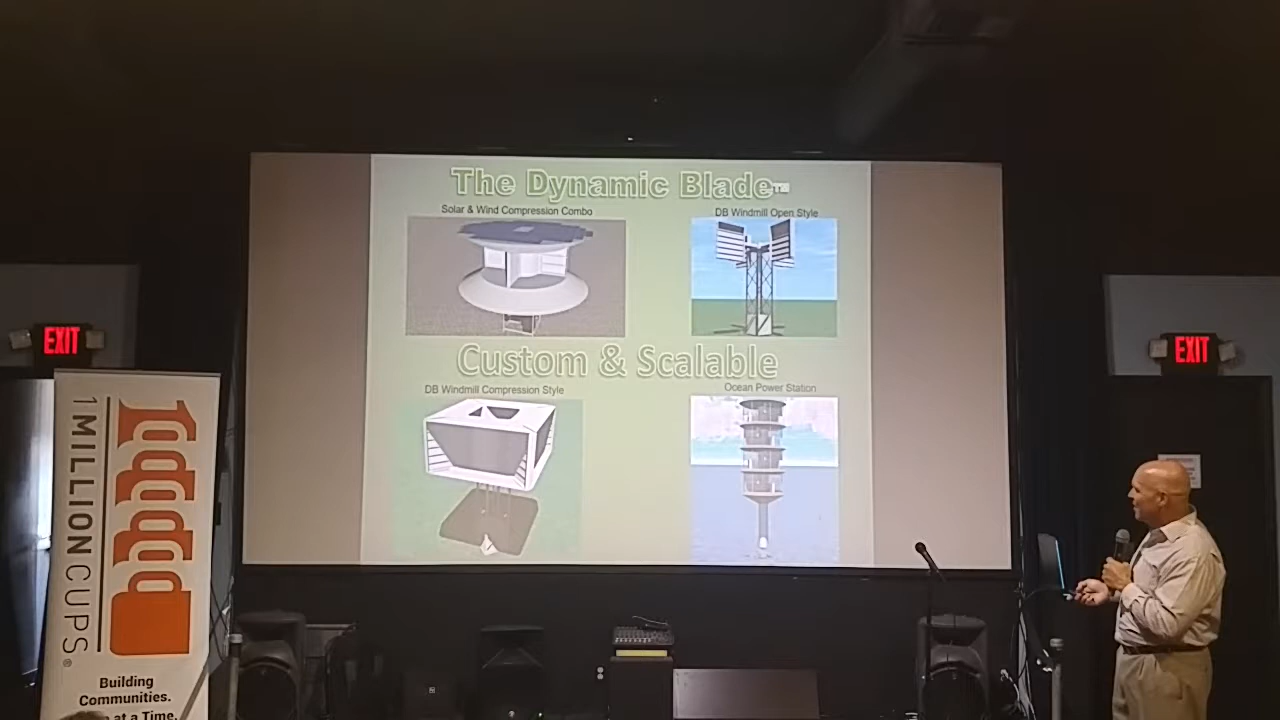 The Dynamic Blade™
Solar & Wind Compression Combo
DB Windmill Open Style
Custom & Scalable
DB Windmill Compression Style
Ocean Power Station
EXIT
EXIT
1 MILLION CUPS®
Building
Communities.
at a Time.